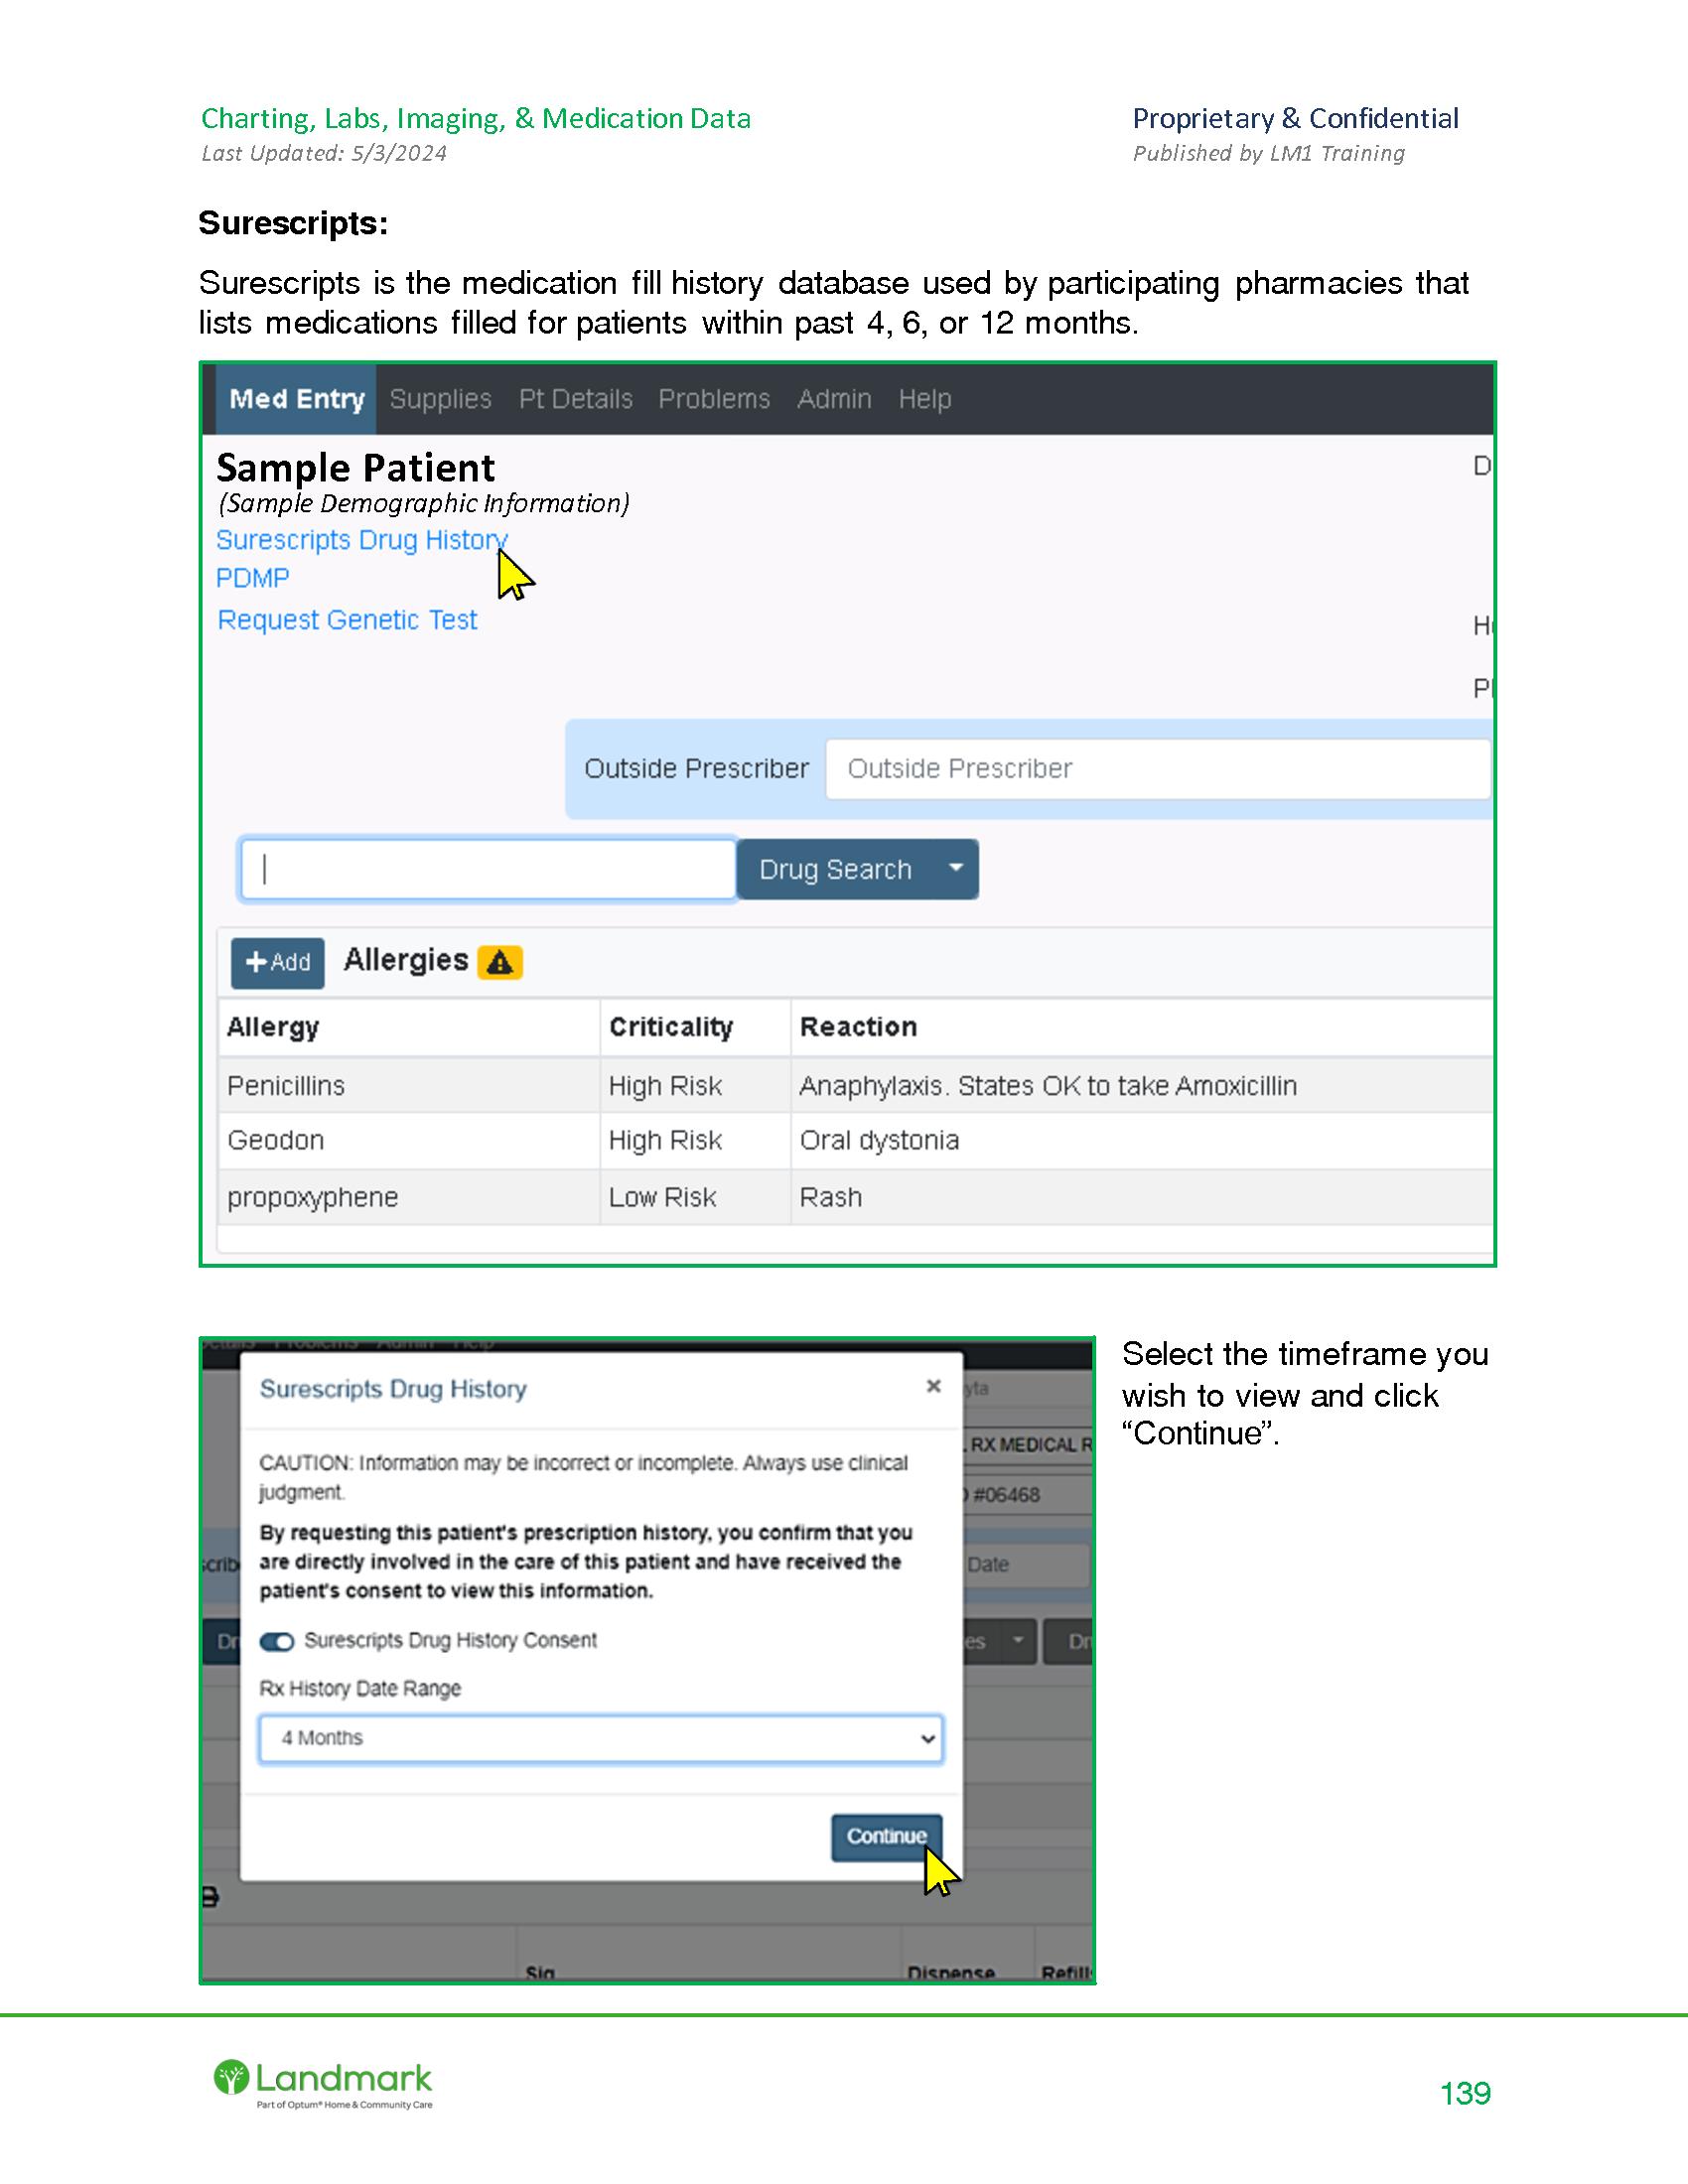 Charting, Labs, Imaging, & Medication Data
Proprietary & Confidential
Last Updated: 5/3/2024
Published by LM1 Training
Surescripts:
Surescripts is the medication fill history database used by participating pharmacies that
lists medications filled for patients within past 4, 6, or 12 months.
Med Entry Supplies Pt Details Problems Admin Help
Sample Patient
D
(Sample Demographic Information)
Surescripts Drug History
PDMP
Request Genetic Test
Outside Prescriber Outside Prescriber
Drug Search
+Add Allergies
Allergy Criticality Reaction
Penicillins High Risk Anaphylaxis. States OK to take Amoxicillin
Geodon High Risk Oral dystonia
propoxyphene Low Risk Rash
Select the timeframe you
wish to view and click
“Continue”.
Problems Admin Help
Surescripts Drug History ×
RX MEDICAL R
CAUTION: Information may be incorrect or incomplete. Always use clinical
judgment.
#06468
By requesting this patient's prescription history, you confirm that you
are directly involved in the care of this patient and have received the
patient's consent to view this information.
Date
Surescripts Drug History Consent
Rx History Date Range
4 Months
Continue
Sig Dispense Refills
Landmark
Part of Optum® Home & Community Care
139